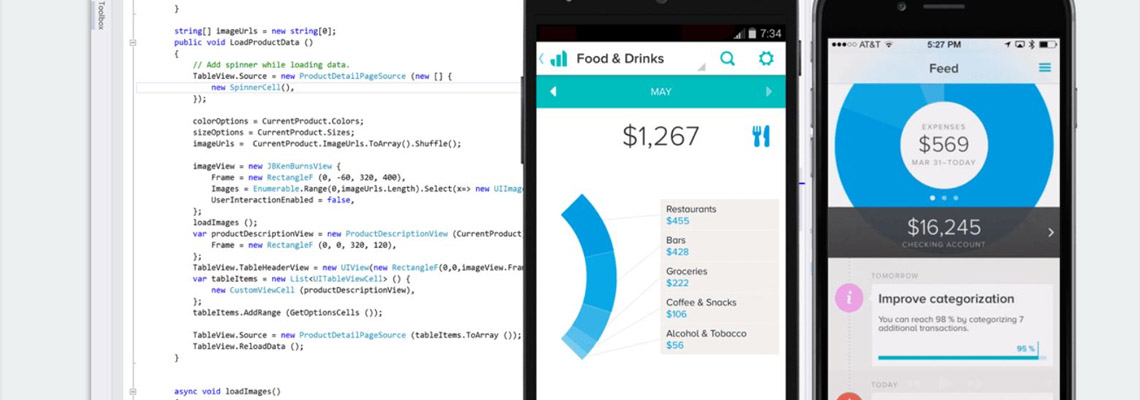 Toolbox
}
string[] imageUrls = new string[0];
public void LoadProductData ()
{
// Add spinner while loading data.
TableView.Source = new ProductDetailPageSource (new [] {
new SpinnerCell(),
});
colorOptions = CurrentProduct.Colors;
sizeOptions = CurrentProduct.Sizes;
imageUrls = CurrentProduct.ImageUrls.ToArray().Shuffle();
imageView = new JBKenBurnsView {
Frame = new RectangleF (0, -60, 320, 400),
Images = Enumerable.Range(0,imageUrls.Length).Select(x=> new UIImag
UserInteractionEnabled = false,
};
loadImages ();
var productDescriptionView = new ProductDescriptionView (CurrentProduct
Frame = new RectangleF (0, 0, 320, 120),
};
TableView.TableHeaderView = new UIView(new RectangleF(0,0,imageView.Fra
var tableItems = new List<UITableViewCell> () {
new CustomViewCell (productDescriptionView),
};
tableItems.AddRange (GetOptionsCells ());
TableView.Source = new ProductDetailPageSource (tableItems.ToArray ());
TableView.ReloadData ();
}
async void loadImages()
7:34
Food & Drinks
MAY
$1,267
Restaurants
$455
Bars
$428
Groceries
$222
Coffee & Snacks
$106
Alcohol & Tobacco
$56
AT&T 5:27 PM
Feed
EXPENSES
$569
MAR 31–TODAY
$16,245
CHECKING ACCOUNT
TOMORROW
i
Improve categorization
You can reach 98 % by categorizing 7
additional transactions.
95 %
TODAY